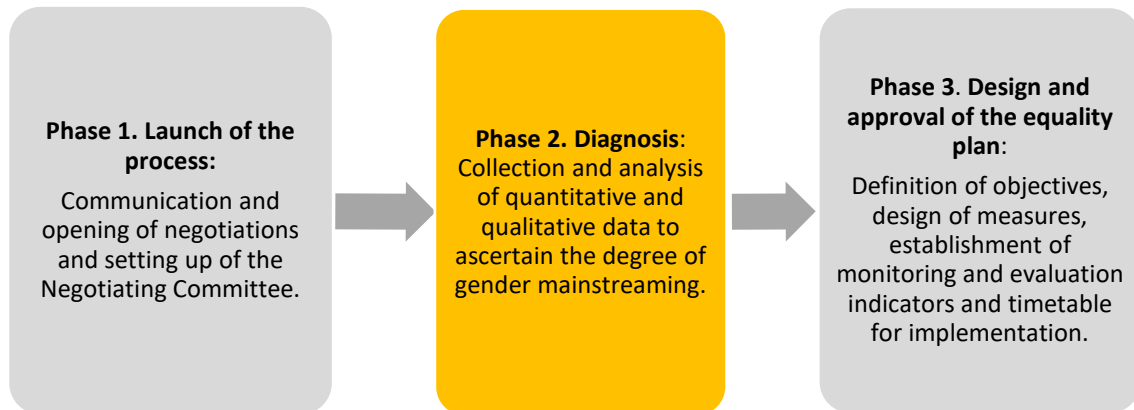 Phase 1. Launch of the
process:
Communication and
opening of negotiations
and setting up of the
Negotiating Committee.
Phase 2. Diagnosis:
Collection and analysis
of quantitative and
qualitative data to
ascertain the degree of
gender mainstreaming.
Phase 3. Design and
approval of the equality
plan:
Definition of objectives,
design of measures,
establishment of
monitoring and evaluation
indicators and timetable
for implementation.